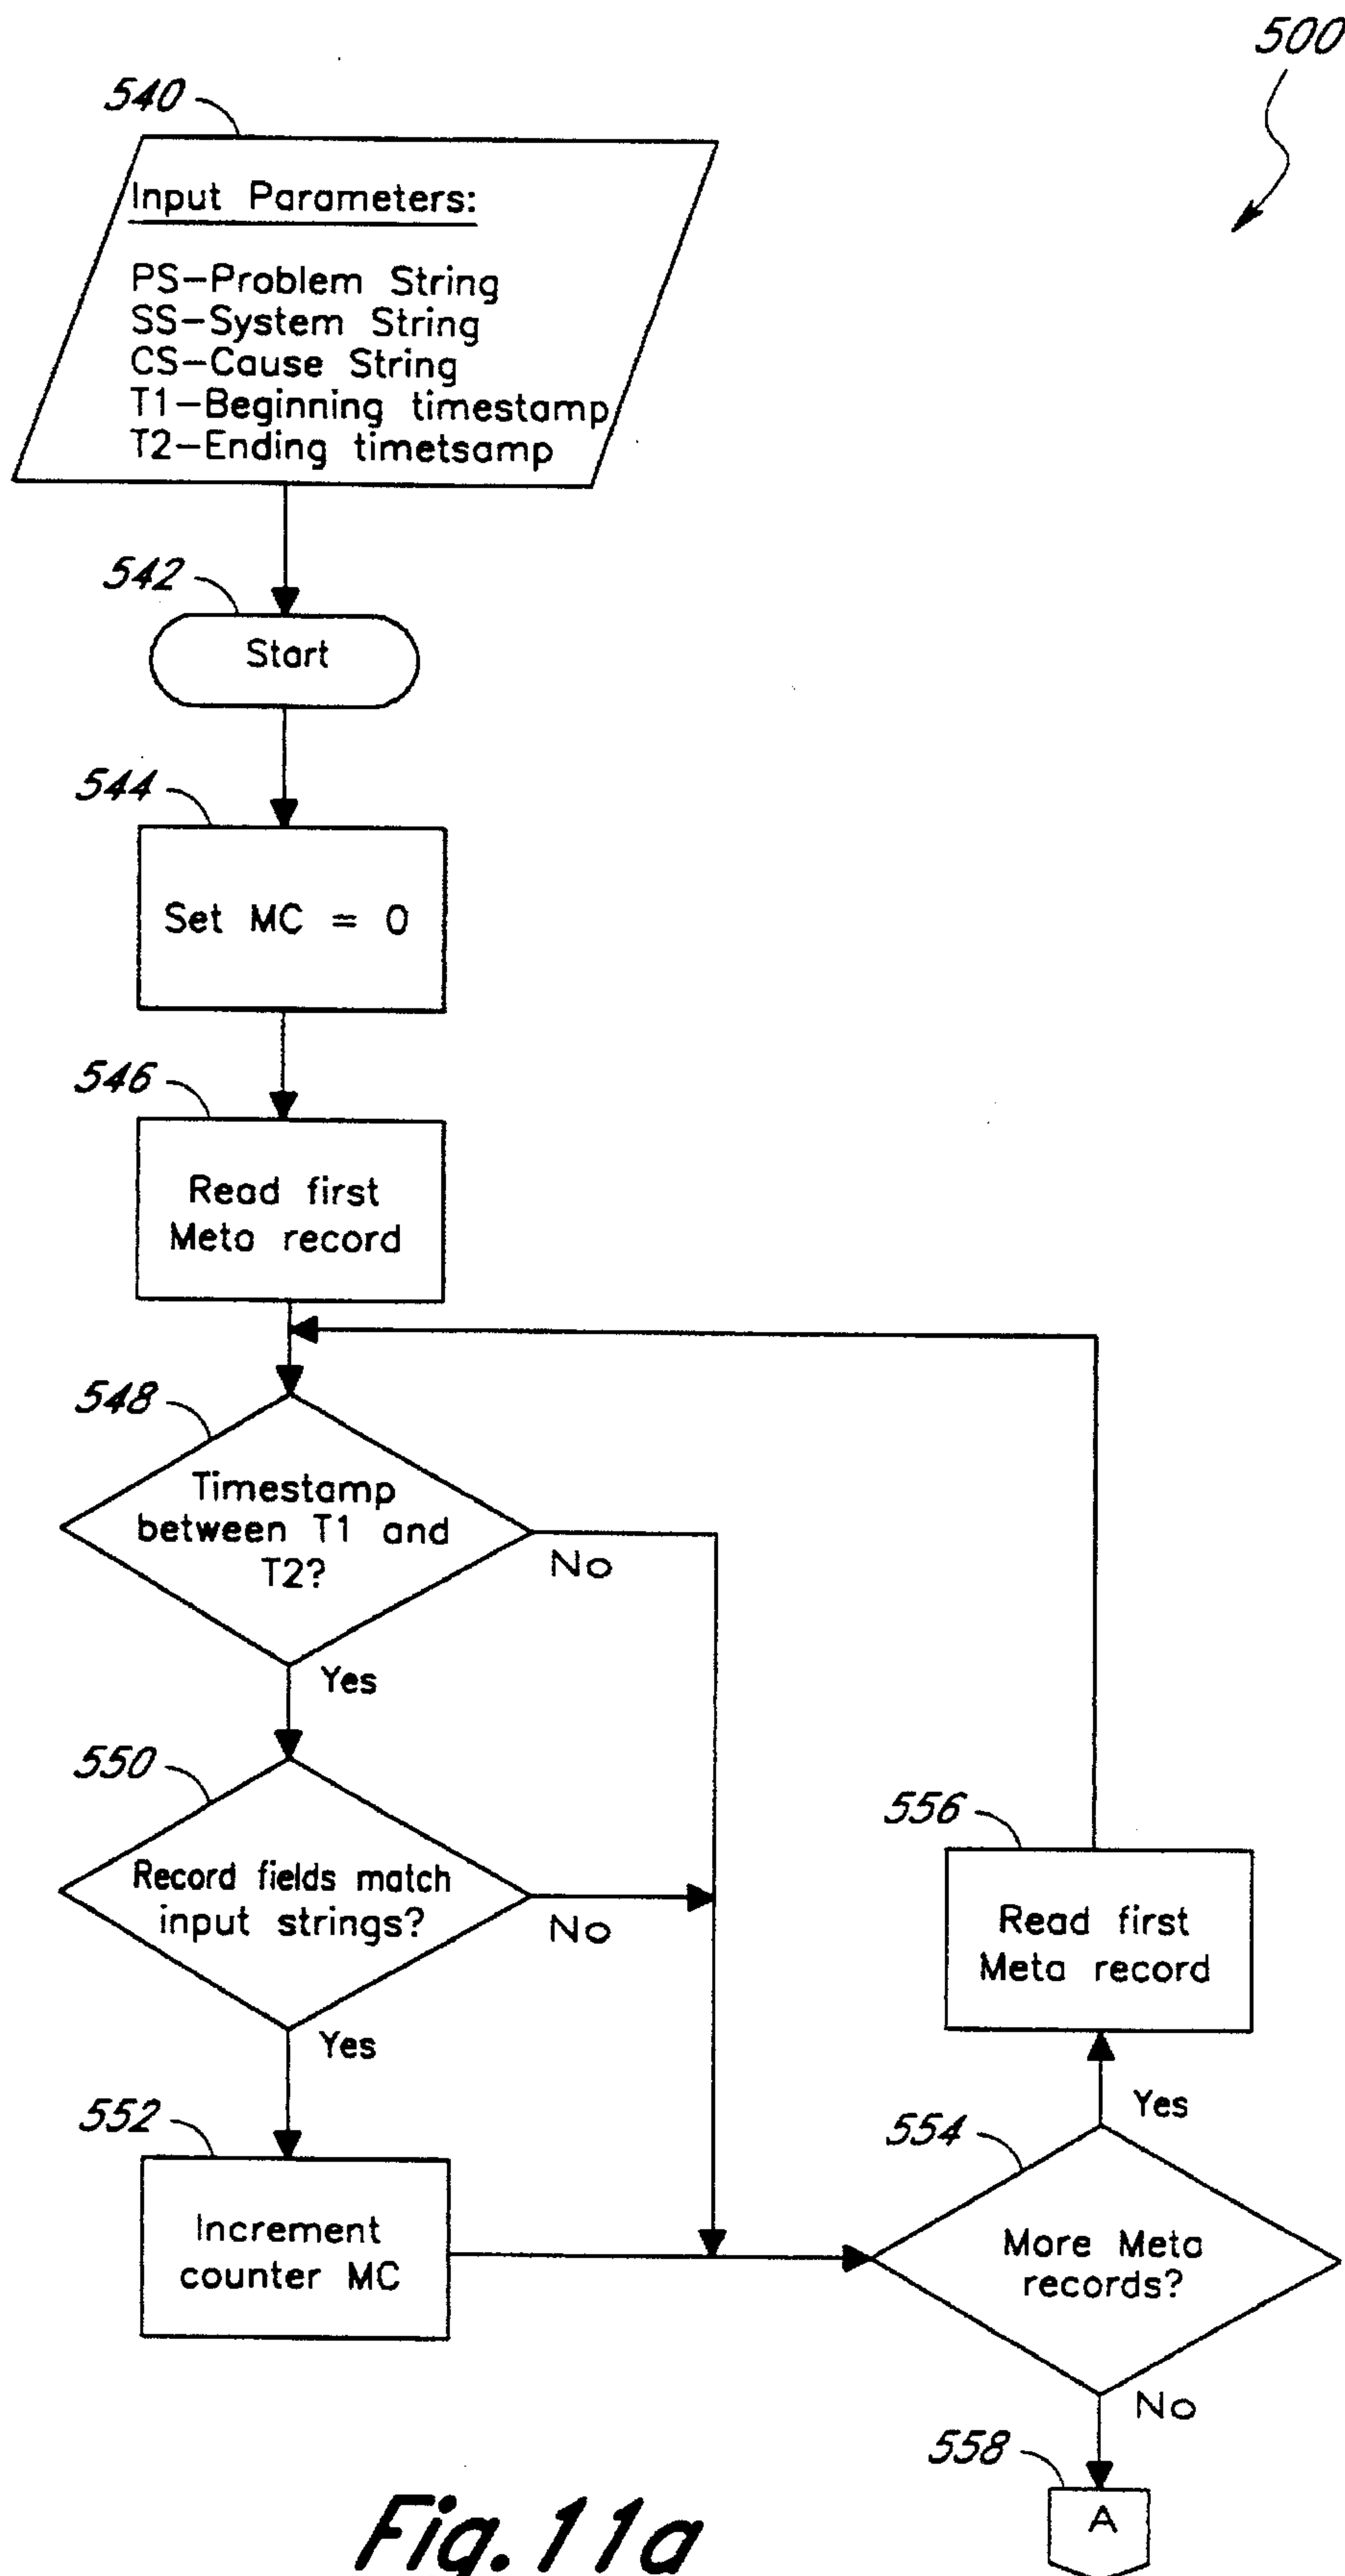 500
540
Input Parameters:
PS-Problem String
SS-System String
CS-Cause String
T1-Beginning timestamp
T2-Ending timetsamp
542
Start
544
Set MC = 0
546
Read first
Meta record
548
Timestamp
between T1 and
T2?
No
Yes
550
Record fields match
input strings?
No
Yes
552
Increment
counter MC
556
Read first
Meta record
Yes
554
More Meta
records?
No
558
A
Fig. 11a